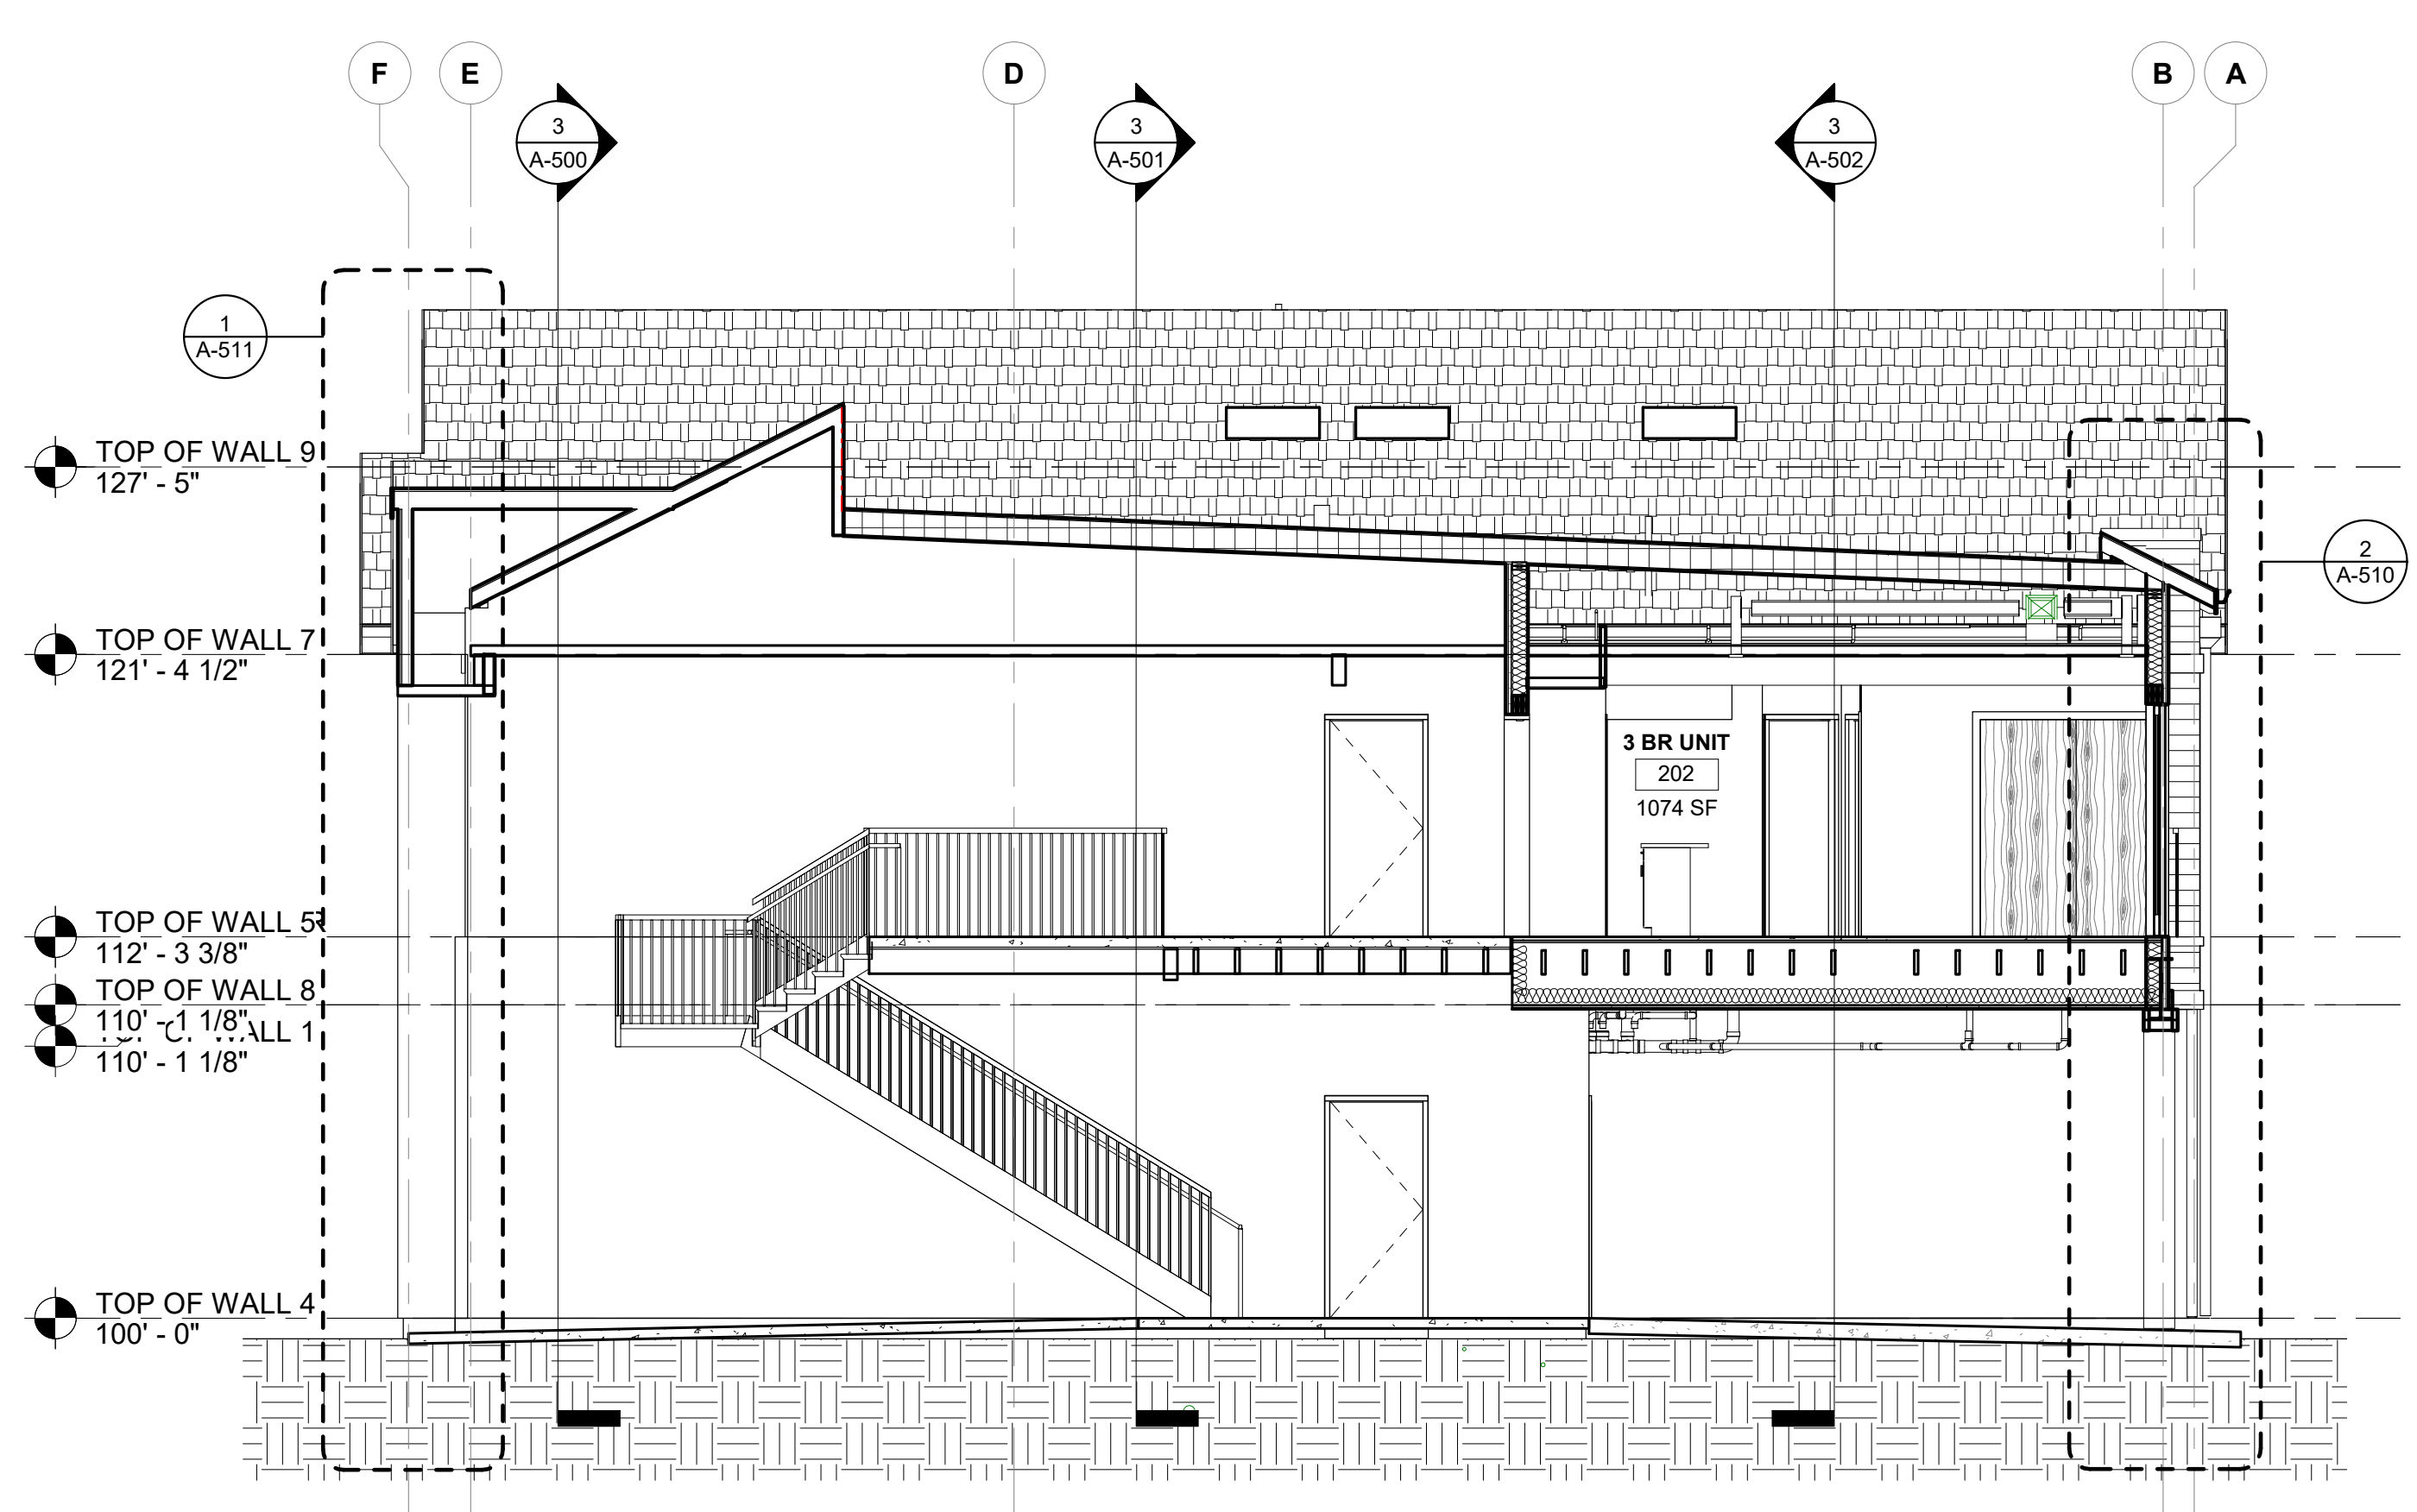 F E D B A
3
A-500
3
A-501
3
A-502
1
A-511
TOP OF WALL 9
127' - 5"
2
A-510
TOP OF WALL 7
121' - 4 1/2"
3 BR UNIT
202
1074 SF
TOP OF WALL 5
112' - 3 3/8"
TOP OF WALL 8
110' - 1 1/8"
WALL 1
110' - 1 1/8"
TOP OF WALL 4
100' - 0"